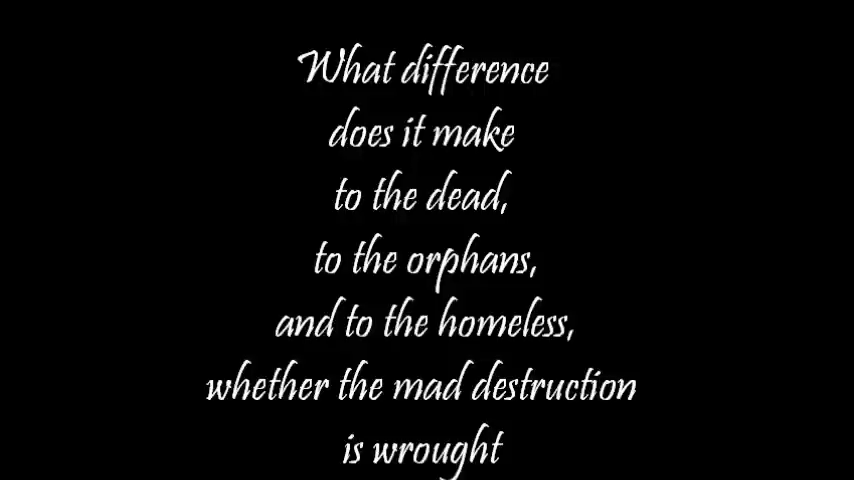 What difference
does it make
to the dead,
to the orphans,
and to the homeless,
whether the mad destruction
is wrought